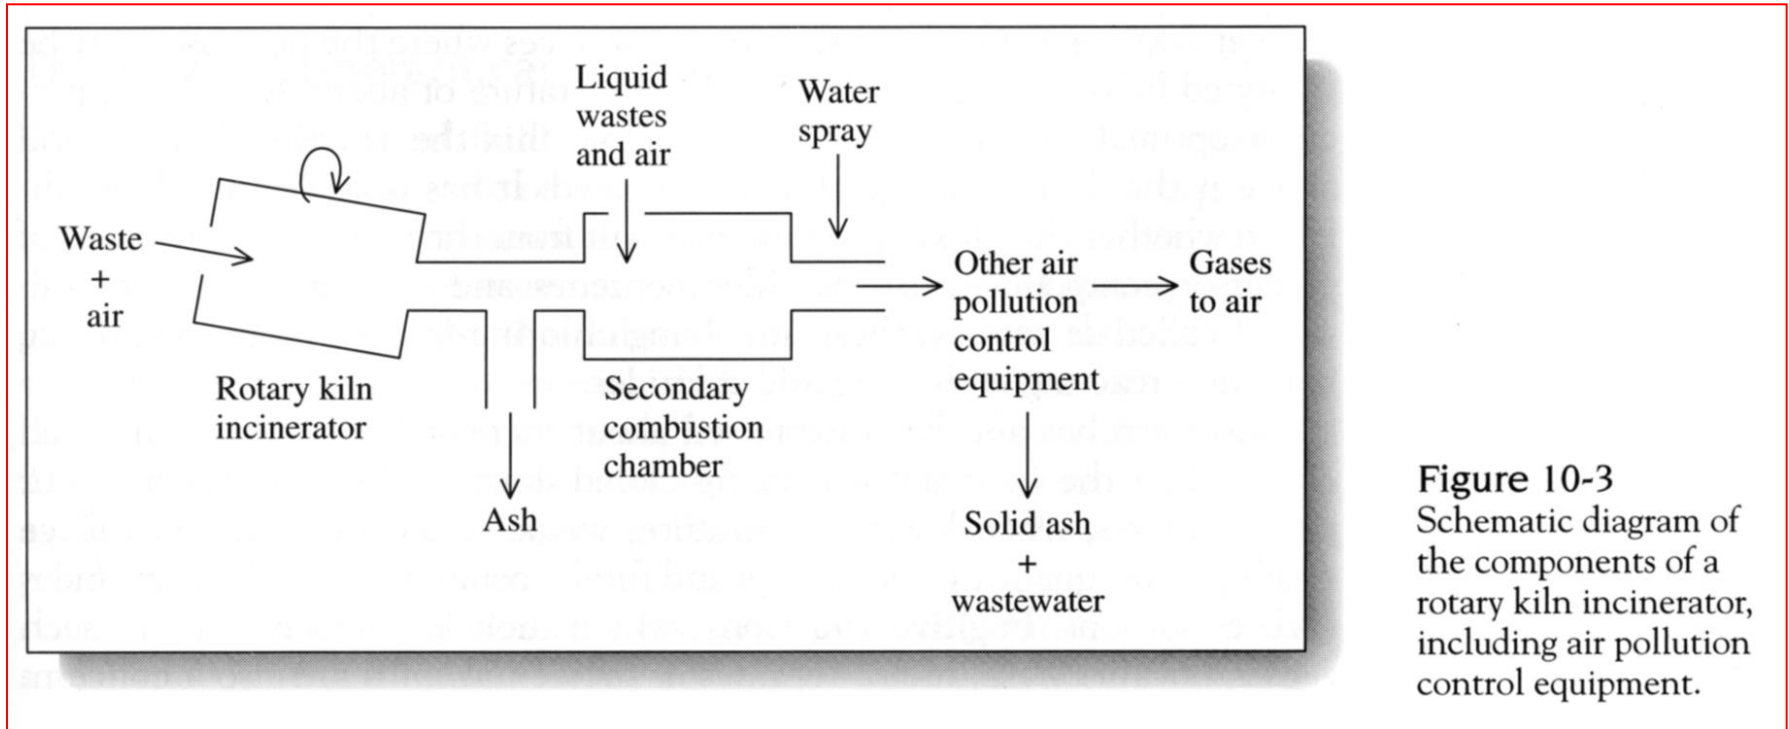 Liquid
wastes
and air
Water
spray
Waste
+
air
Other air
pollution
control
equipment
Gases
to air
Rotary kiln
incinerator
Secondary
combustion
chamber
Ash
Solid ash
+
wastewater
Figure 10-3
Schematic diagram of
the components of a
rotary kiln incinerator,
including air pollution
control equipment.